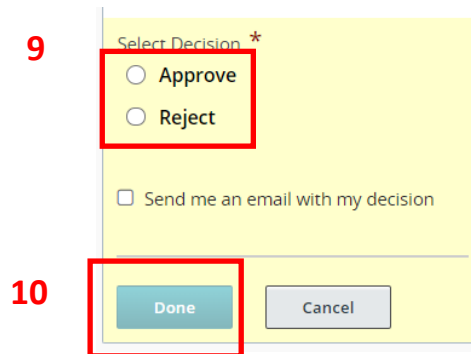 9
Select Decision *
Approve
Reject
Send me an email with my decision
10
Done Cancel